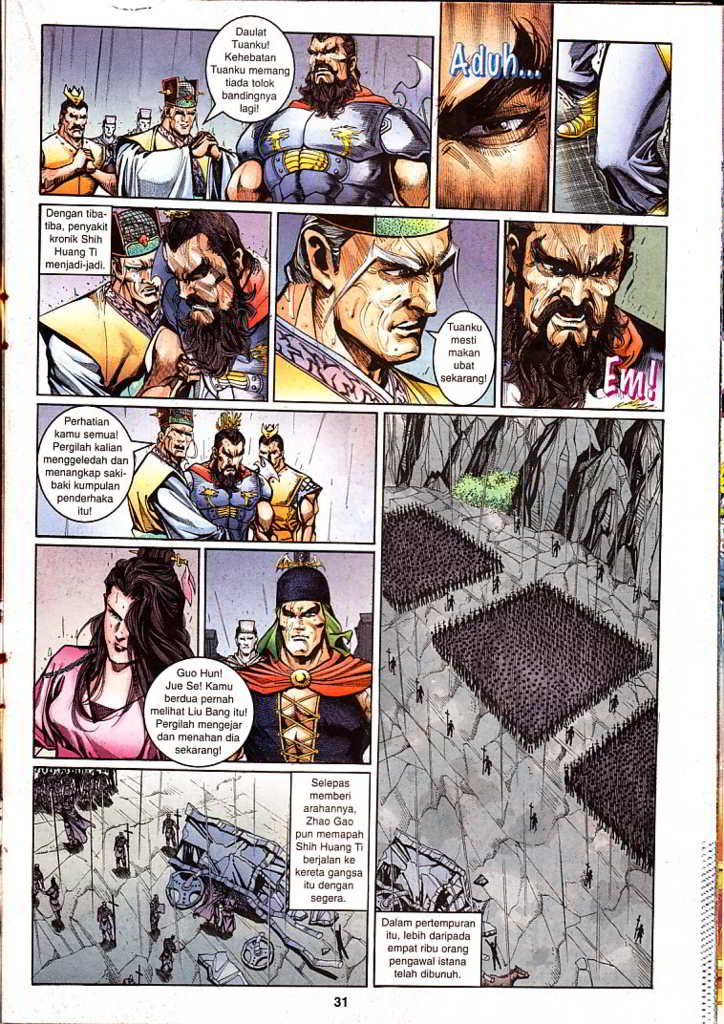 Daulat
Tuanku!
Kehebatan
Tuanku memang
tiada tolok
bandingnya
lagi!
Aduh...
Dengan tiba-
tiba, penyakit
kronik Shih
Huang Ti
menjadi-jadi.
Tuanku
mesti
makan
ubat
sekarang!
Em!
Perhatian
kamu semua!
Pergilah kalian
menggeledah dan
menangkap saki-
baki kumpulan
penderhaka
itu!
Guo Hun!
Jue Se! Kamu
berdua pernah
melihat Liu Bang itu!
Pergilah mengejar
dan menahan dia
sekarang!
Selepas
memberi
arahannya,
Zhao Gao
pun memapah
Shih Huang Ti
berjalan ke
kereta gangsa
itu dengan
segera.
Dalam pertempuran
itu, lebih daripada
empat ribu orang
pengawal istana
telah dibunuh.
31